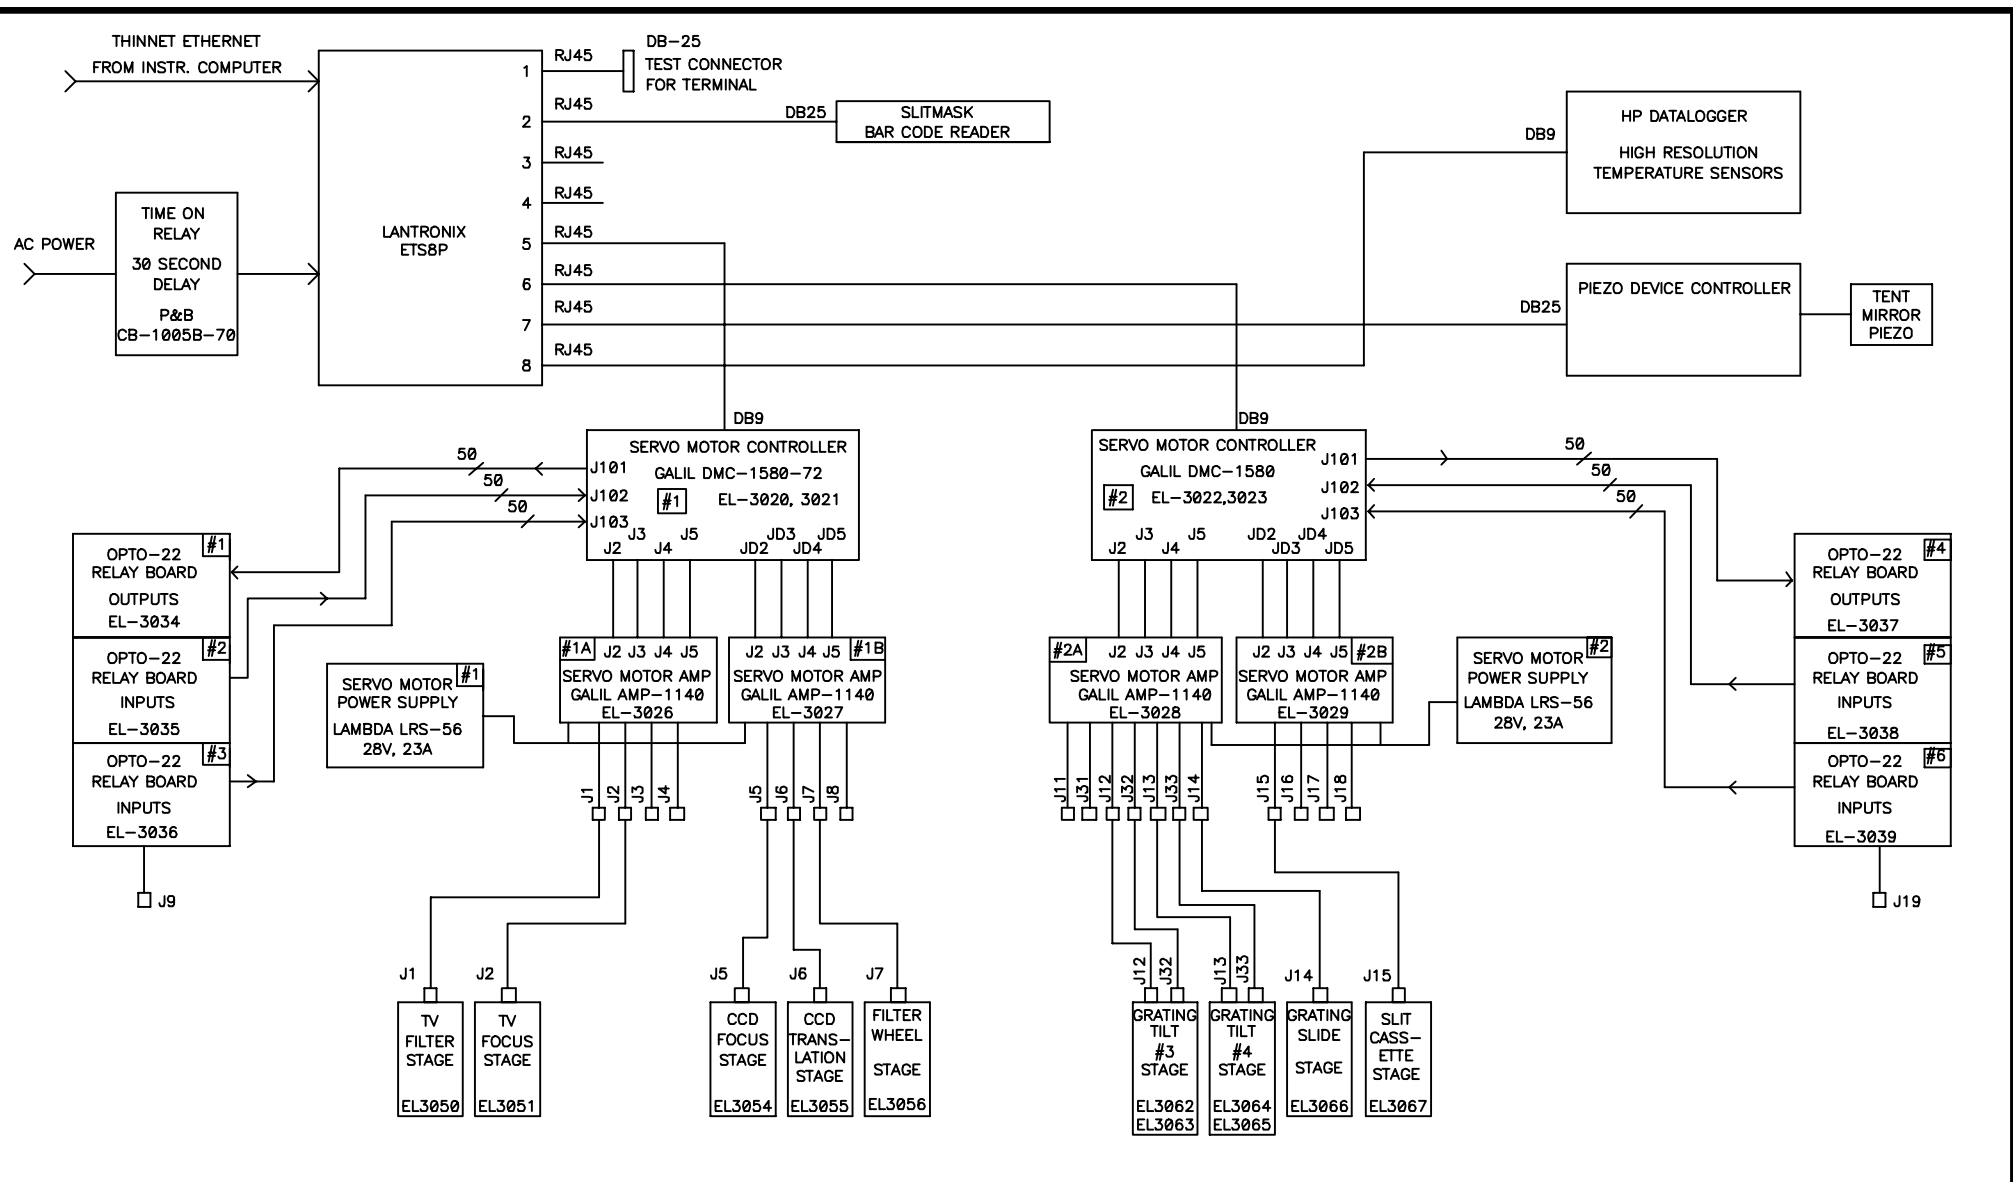 THINNET ETHERNET
FROM INSTR. COMPUTER
AC POWER
TIME ON
RELAY
30 SECOND
DELAY
P&B
CB-1005B-70
LANTRONIX
ETS8P
1
2
3
4
5
6
7
8
RJ45
RJ45
RJ45
RJ45
RJ45
RJ45
RJ45
RJ45
DB-25
TEST CONNECTOR
FOR TERMINAL
DB25
SLITMASK
BAR CODE READER
DB9
HP DATALOGGER
HIGH RESOLUTION
TEMPERATURE SENSORS
DB25
PIEZO DEVICE CONTROLLER
TENT
MIRROR
PIEZO
DB9
SERVO MOTOR CONTROLLER
GALIL DMC-1580-72
#1
EL-3020, 3021
J101
J102
J103
J2
J3
J4
J5
JD2
JD3
JD4
JD5
50
50
50
DB9
SERVO MOTOR CONTROLLER
GALIL DMC-1580
#2
EL-3022,3023
J101
J102
J103
J2
J3
J4
J5
JD2
JD3
JD4
JD5
50
50
50
#1
OPTO-22
RELAY BOARD
OUTPUTS
EL-3034
#2
OPTO-22
RELAY BOARD
INPUTS
EL-3035
#3
OPTO-22
RELAY BOARD
INPUTS
EL-3036
J9
#1
SERVO MOTOR
POWER SUPPLY
LAMBDA LRS-56
28V, 23A
#1A
J2 J3 J4 J5
SERVO MOTOR AMP
GALIL AMP-1140
EL-3026
J2 J3 J4 J5
#1B
SERVO MOTOR AMP
GALIL AMP-1140
EL-3027
#2A
J2 J3 J4 J5
SERVO MOTOR AMP
GALIL AMP-1140
EL-3028
J2 J3 J4 J5
#2B
SERVO MOTOR AMP
GALIL AMP-1140
EL-3029
#2
SERVO MOTOR
POWER SUPPLY
LAMBDA LRS-56
28V, 23A
#4
OPTO-22
RELAY BOARD
OUTPUTS
EL-3037
#5
OPTO-22
RELAY BOARD
INPUTS
EL-3038
#6
OPTO-22
RELAY BOARD
INPUTS
EL-3039
J19
J1
J2
J3
J4
J5
J6
J7
J8
J11
J31
J12
J32
J13
J33
J14
J15
J16
J17
J18
J1
TV
FILTER
STAGE
EL3050
J2
TV
FOCUS
STAGE
EL3051
J5
CCD
FOCUS
STAGE
EL3054
J6
CCD
TRANS-
LATION
STAGE
EL3055
J7
FILTER
WHEEL
STAGE
EL3056
J12
J32
GRATING
TILT
#3
STAGE
EL3062
EL3063
J13
J33
GRATING
TILT
#4
STAGE
EL3064
EL3065
J14
GRATING
SLIDE
STAGE
EL3066
J15
SLIT
CASS-
ETTE
STAGE
EL3067